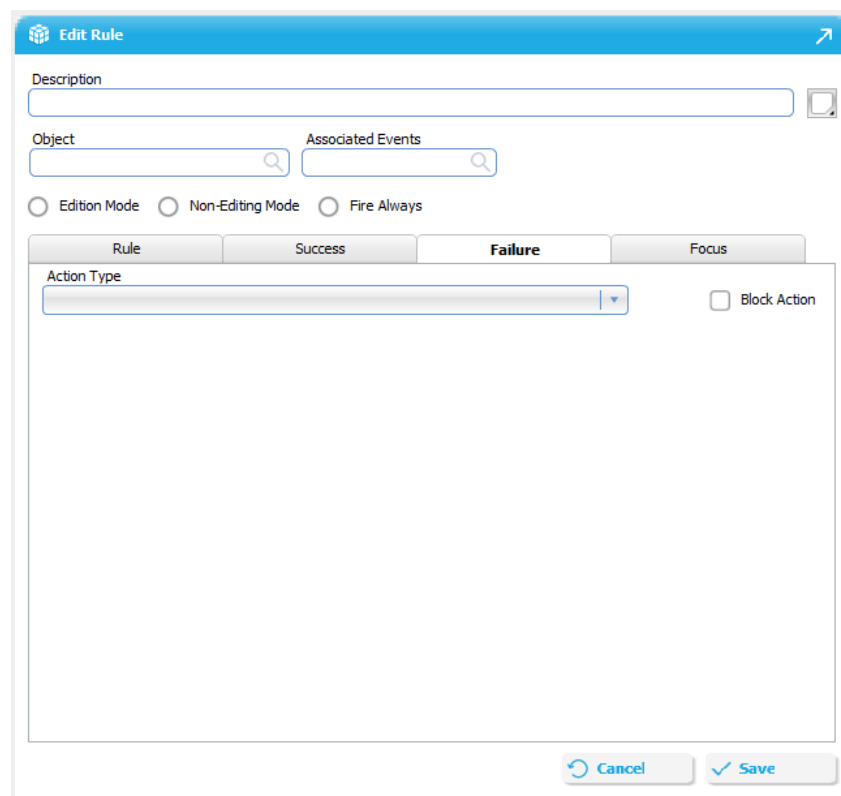 Edit Rule
Description
Object Associated Events
Edition Mode Non-Editing Mode Fire Always
Rule Success Failure Focus
Action Type
Block Action
Cancel Save